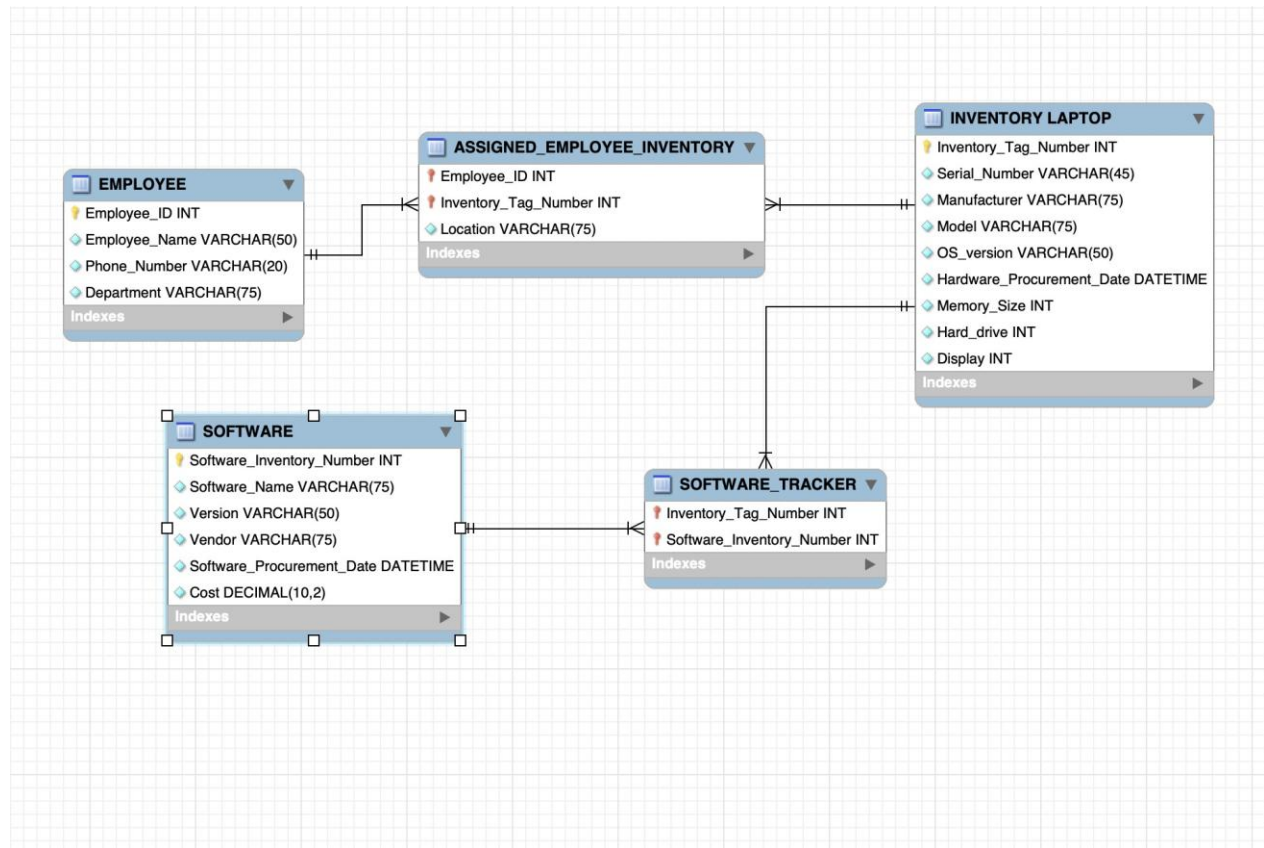 EMPLOYEE
Employee_ID INT
Employee_Name VARCHAR(50)
Phone_Number VARCHAR(20)
Department VARCHAR(75)
Indexes
ASSIGNED_EMPLOYEE_INVENTORY
Employee_ID INT
Inventory_Tag_Number INT
Location VARCHAR(75)
Indexes
INVENTORY LAPTOP
Inventory_Tag_Number INT
Serial_Number VARCHAR(45)
Manufacturer VARCHAR(75)
Model VARCHAR(75)
OS_version VARCHAR(50)
Hardware_Procurement_Date DATETIME
Memory_Size INT
Hard_drive INT
Display INT
Indexes
SOFTWARE
Software_Inventory_Number INT
Software_Name VARCHAR(75)
Version VARCHAR(50)
Vendor VARCHAR(75)
Software_Procurement_Date DATETIME
Cost DECIMAL(10,2)
Indexes
SOFTWARE_TRACKER
Inventory_Tag_Number INT
Software_Inventory_Number INT
Indexes